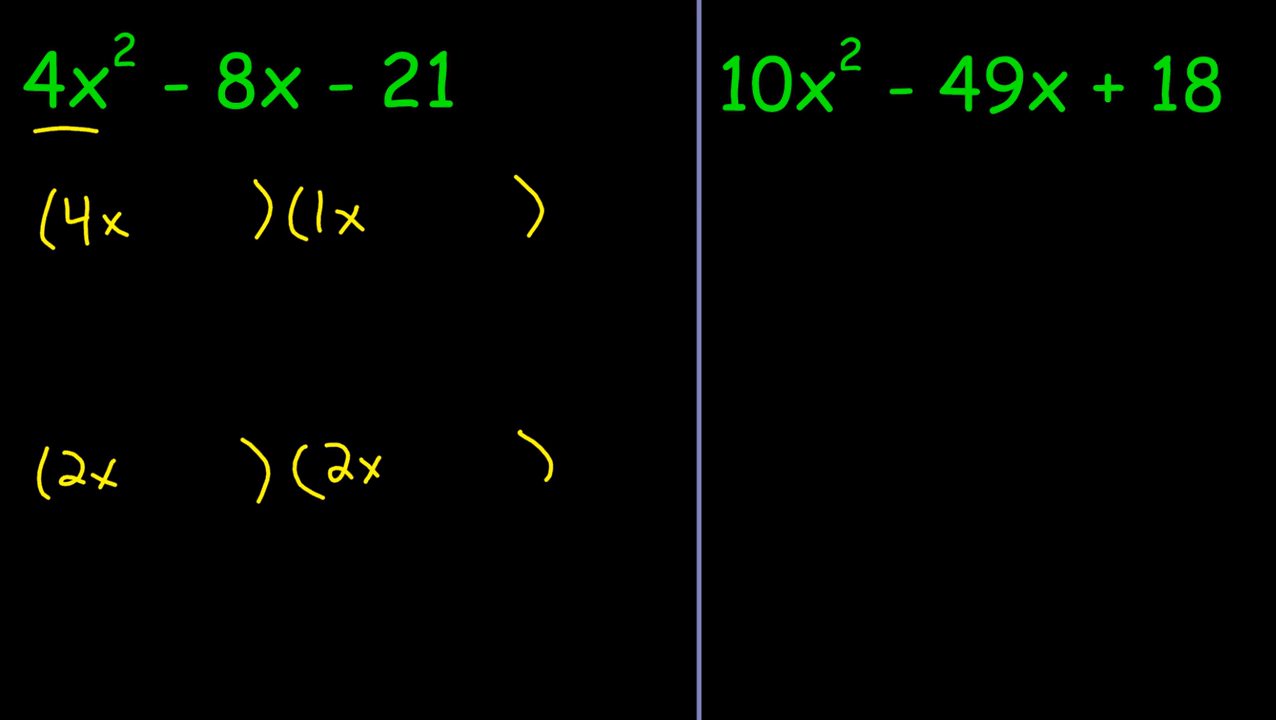 4x² - 8x - 21
(4x      )(1x      )
(2x      )(2x      )
10x² - 49x + 18